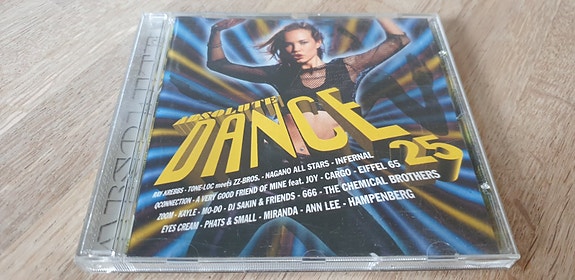 ABSOLUTE
ABSOLUTE
DANCE
25
BIR KREBBS - TONE-LOC meets ZZ-BROS. - NAGANO ALL STARS - INFERNAL
QCONNECTION - A VERY GOOD FRIEND OF MINE feat. JOY - CARGO - EIFFEL 65
ZOOM - KAYLE - MO-DO - DJ SAKIN & FRIENDS - 666 - THE CHEMICAL BROTHERS
EYES CREAM - PHATS & SMALL - MIRANDA - ANN LEE - HAMPENBERG